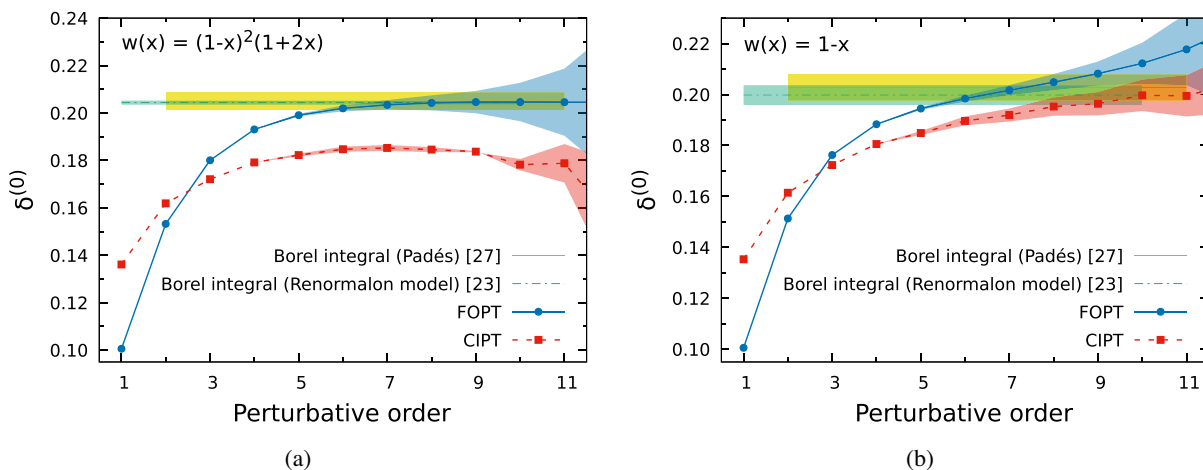 w(x) = (1-x)²(1+2x)
0.24
0.22
0.20
0.18
0.16
0.14
0.12
0.10
δ⁽⁰⁾
Borel integral (Padés) [27]
Borel integral (Renormalon model) [23]
FOPT
CIPT
1 3 5 7 9 11
Perturbative order
(a)
w(x) = 1-x
0.22
0.20
0.18
0.16
0.14
0.12
0.10
δ⁽⁰⁾
Borel integral (Padés) [27]
Borel integral (Renormalon model) [23]
FOPT
CIPT
1 3 5 7 9 11
Perturbative order
(b)